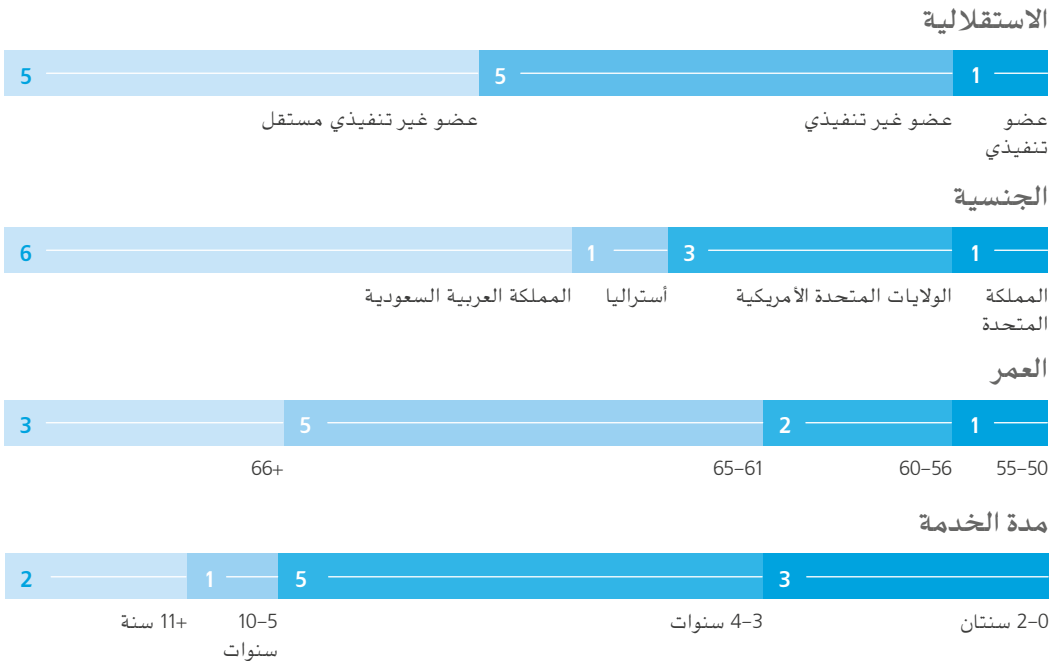 الاستقلالية
1 5 5
عضو غير تنفيذي مستقل عضو غير تنفيذي عضو
تنفيذي
الجنسية
1 3 1 6
المملكة الولايات المتحدة الأمريكية أستراليا المملكة العربية السعودية
المتحدة
العمر
1 2 5 3
55–50 60–56 65–61 66+
مدة الخدمة
3 5 1 2
2–0 سنتان 4–3 سنوات 10–5 11+ سنة
سنوات